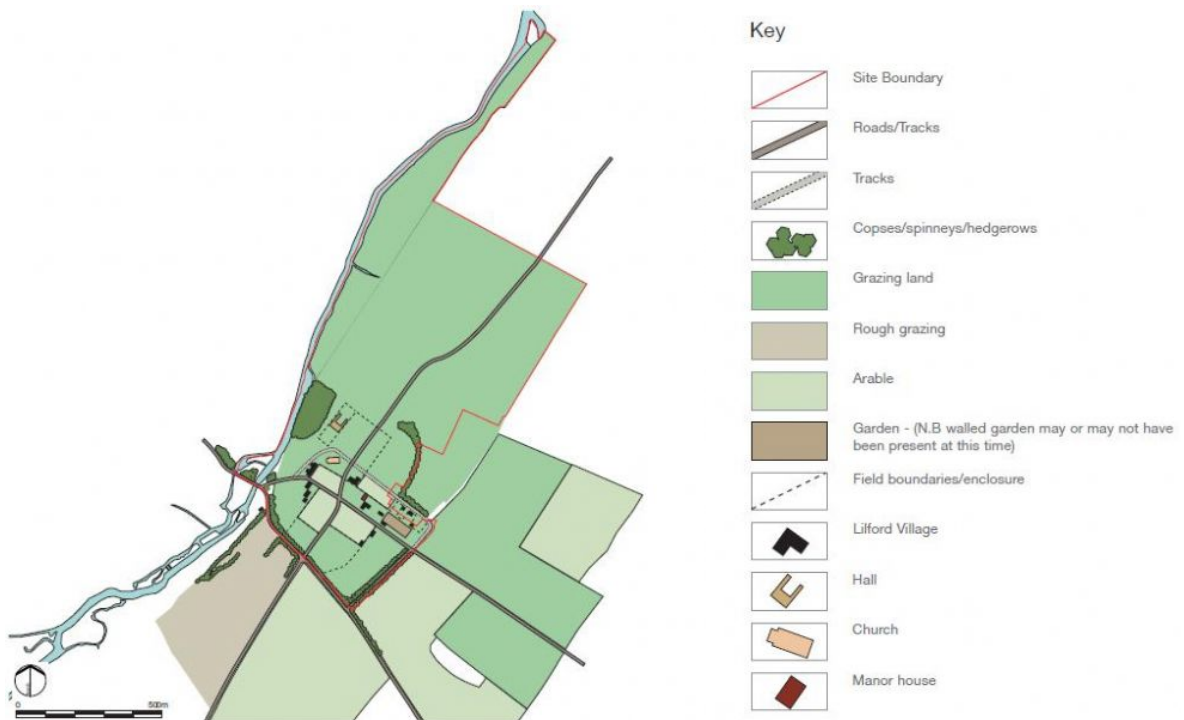 Key
Site Boundary
Roads/Tracks
Tracks
Copses/spinneys/hedgerows
Grazing land
Rough grazing
Arable
Garden - (N.B walled garden may or may not have
been present at this time)
Field boundaries/enclosure
Lilford Village
Hall
Church
Manor house
0 500m